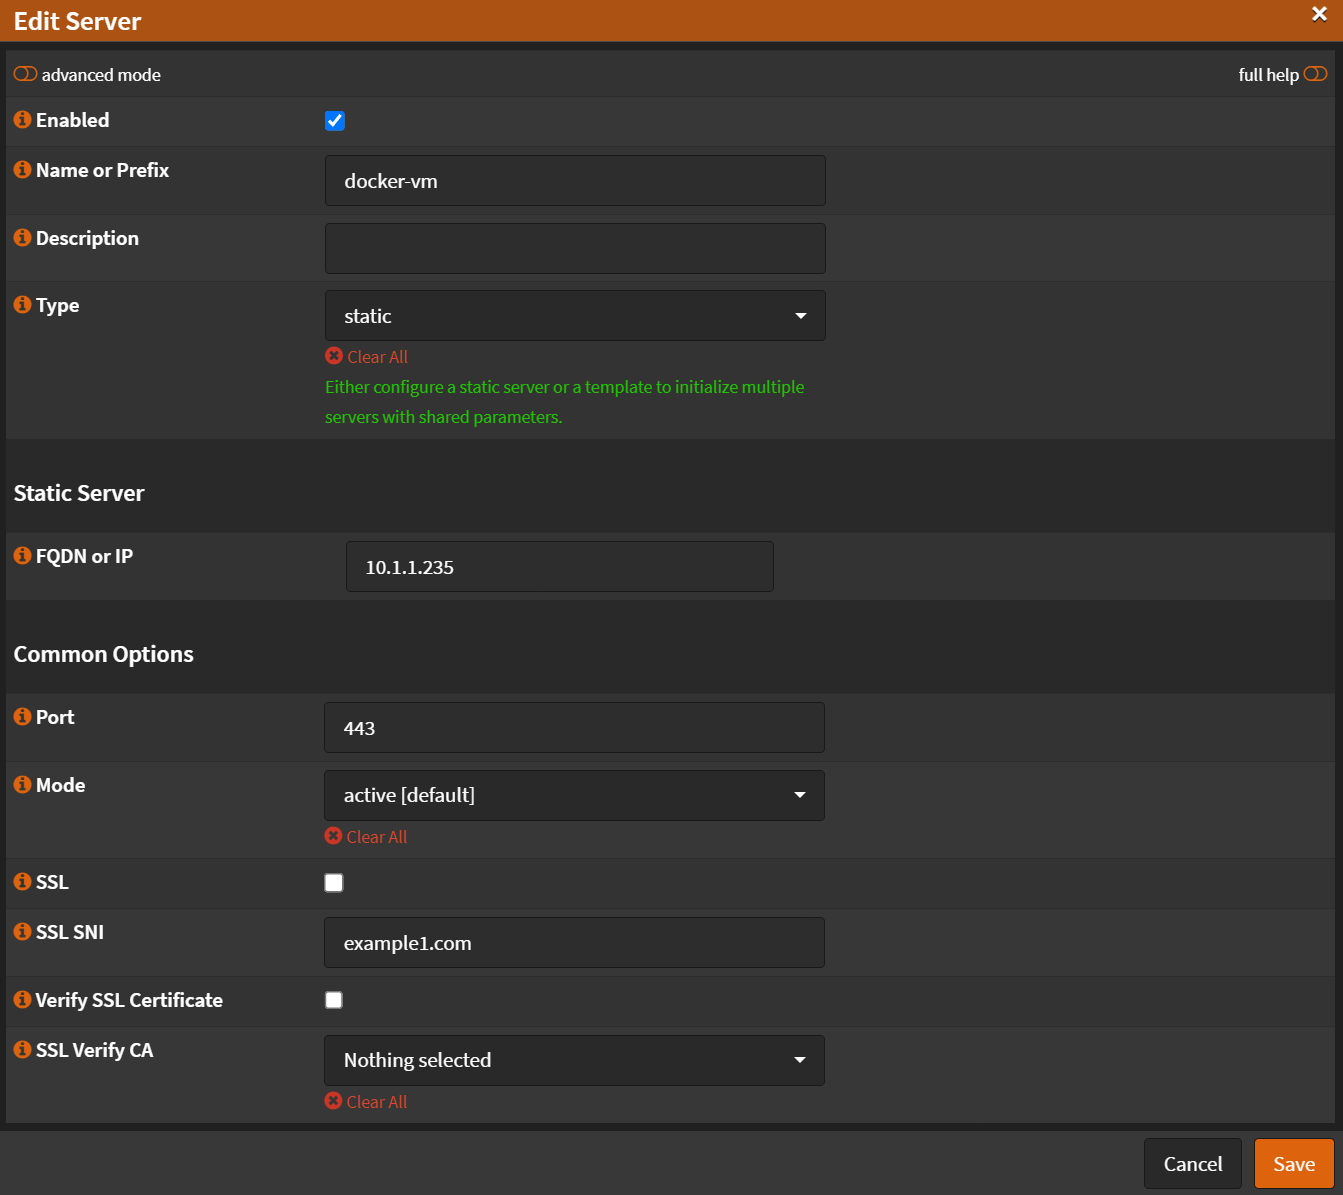 Edit Server
advanced mode
full help
Enabled
Name or Prefix
docker-vm
Description
Type
static
Clear All
Either configure a static server or a template to initialize multiple
servers with shared parameters.
Static Server
FQDN or IP
10.1.1.235
Common Options
Port
443
Mode
active [default]
Clear All
SSL
SSL SNI
example1.com
Verify SSL Certificate
SSL Verify CA
Nothing selected
Clear All
Cancel
Save